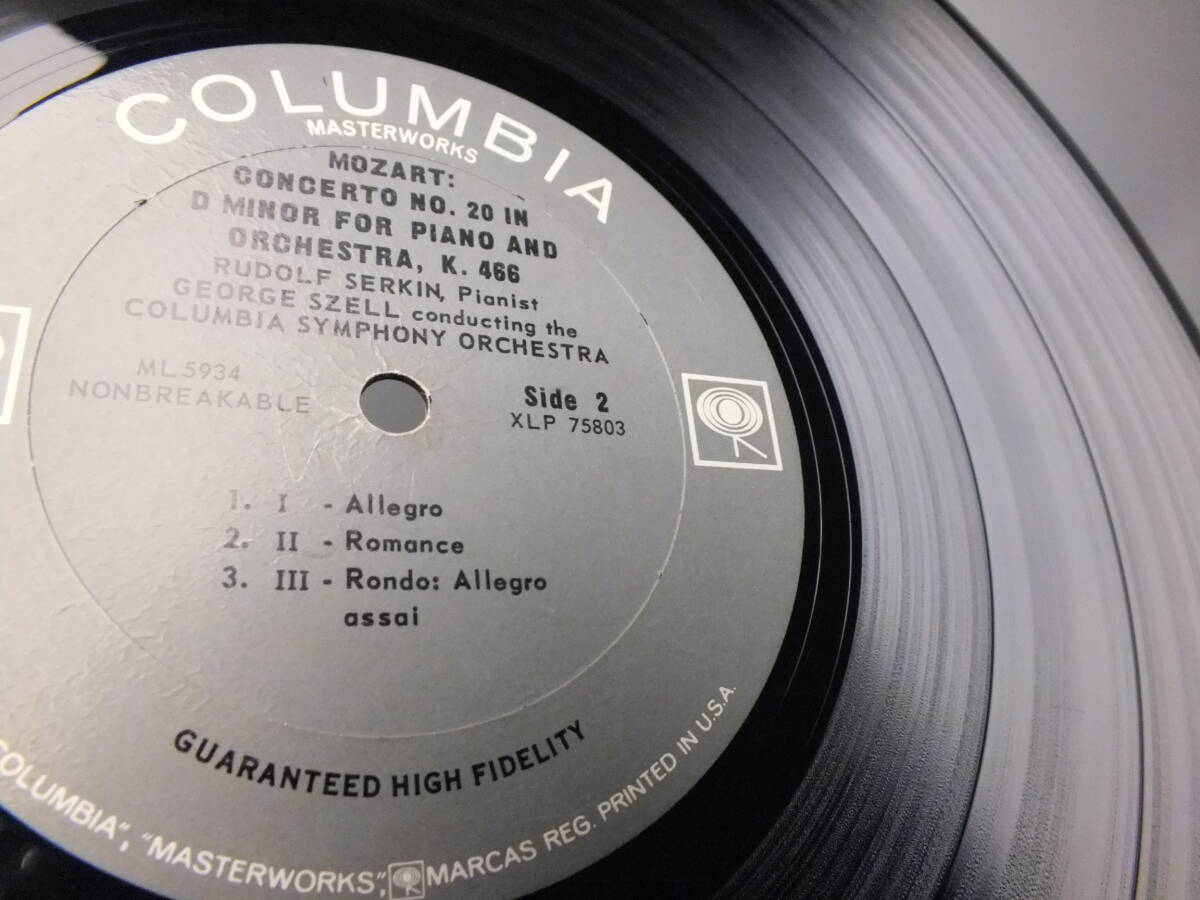 COLUMBIA
MASTERWORKS
MOZART:
CONCERTO NO. 20 IN
D MINOR FOR PIANO AND
ORCHESTRA, K. 466
RUDOLF SERKIN, Pianist
GEORGE SZELL conducting the
COLUMBIA SYMPHONY ORCHESTRA
ML 5934
NONBREAKABLE
Side 2
XLP 75803
1. I - Allegro
2. II - Romance
3. III - Rondo: Allegro
assai
GUARANTEED HIGH FIDELITY
COLUMBIA", "MASTERWORKS", MARCAS REG. PRINTED IN U.S.A.